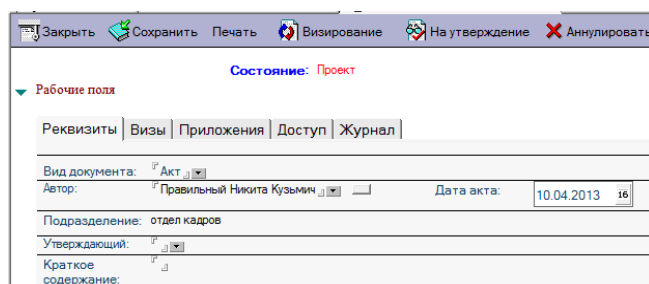 Закрыть Сохранить Печать Визирование На утверждение Аннулировать
Состояние: Проект
Рабочие поля
Реквизиты Визы Приложения Доступ Журнал
Вид документа: Акт
Автор: Правильный Никита Кузьмич Дата акта: 10.04.2013 16
Подразделение: отдел кадров
Утверждающий:
Краткое
содержание: